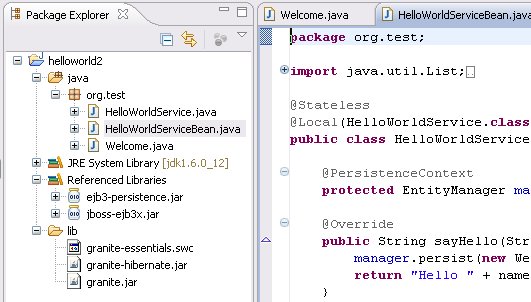 Package Explorer
helloworld2
java
org.test
HelloWorldService.java
HelloWorldServiceBean.java
Welcome.java
JRE System Library [jdk1.6.0_12]
Referenced Libraries
ejb3-persistence.jar
jboss-ejb3x.jar
lib
granite-essentials.swc
granite-hibernate.jar
granite.jar
Welcome.java
HelloWorldServiceBean.java
package org.test;
import java.util.List;
@Stateless
@Local(HelloWorldService.class
public class HelloWorldService
@PersistenceContext
protected EntityManager ma
@Override
public String sayHello(Str
manager.persist(new We
return "Hello " + name
}